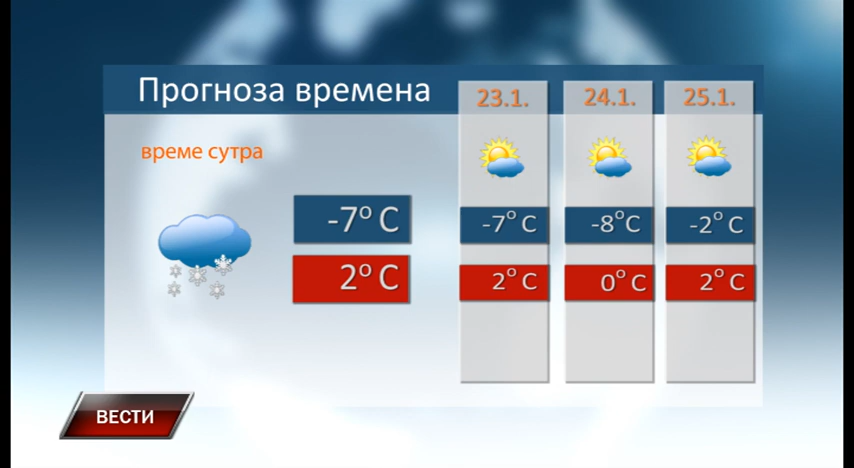 Прогноза времена
време сутра
-7° C
2° C
23.1.
-7° C
2° C
24.1.
-8°C
0° C
25.1.
-2° C
2° C
ВЕСТИ